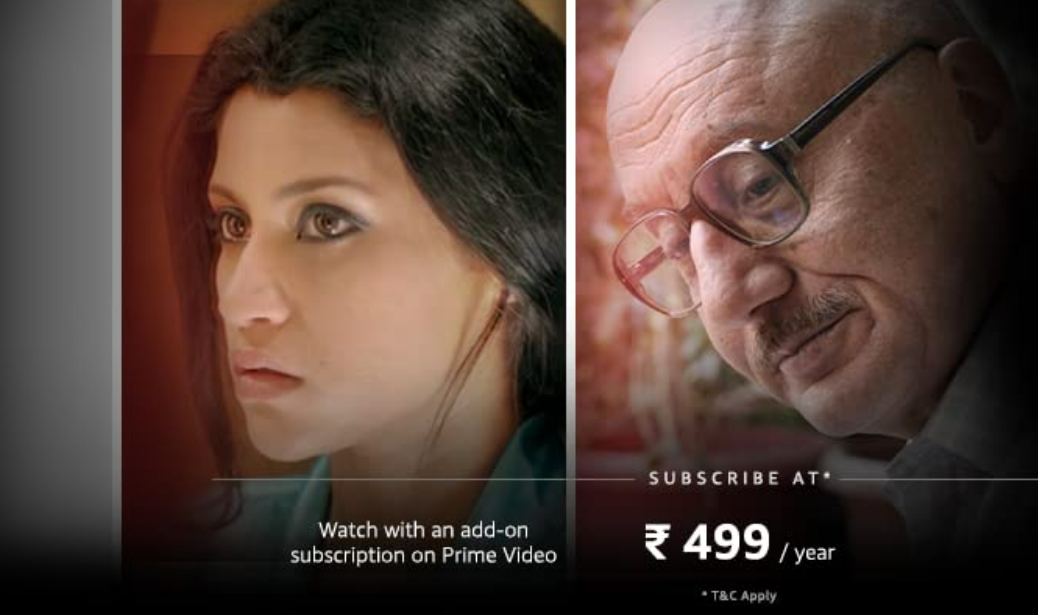 Watch with an add-on
subscription on Prime Video
SUBSCRIBE AT*
₹ 499 / year
* T&C Apply